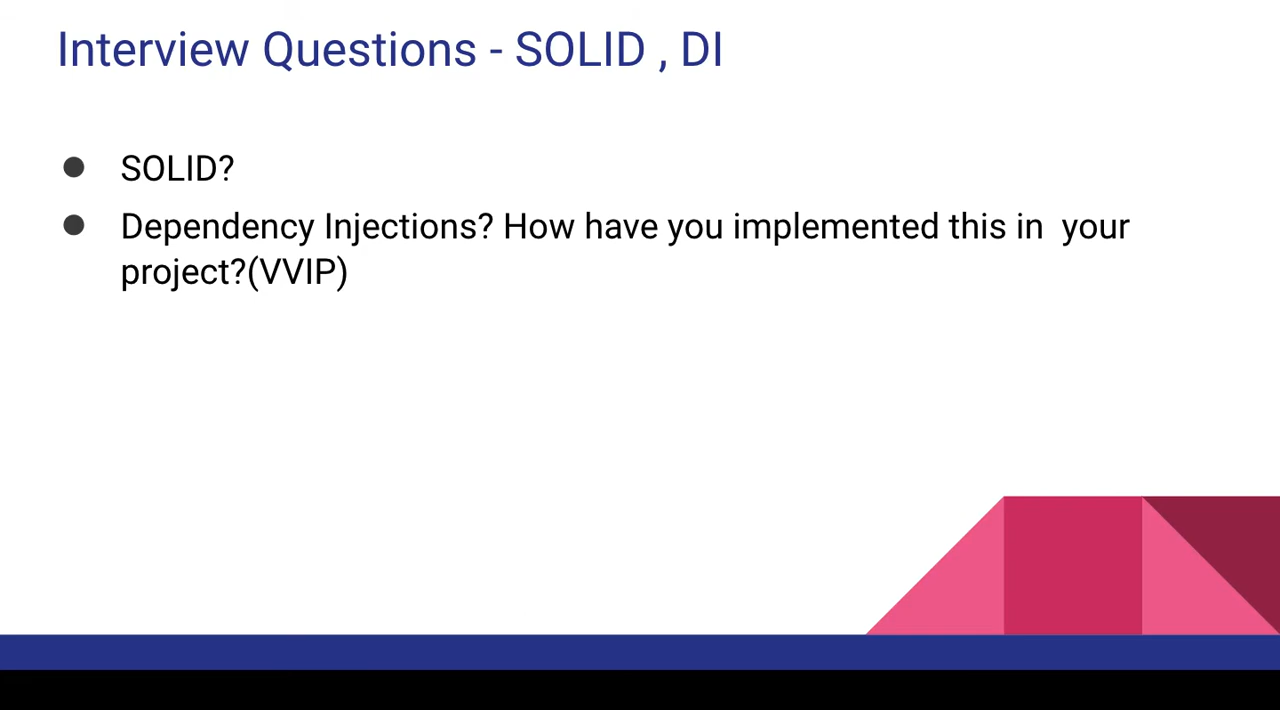 Interview Questions - SOLID , DI
● SOLID?
● Dependency Injections? How have you implemented this in  your
project?(VVIP)